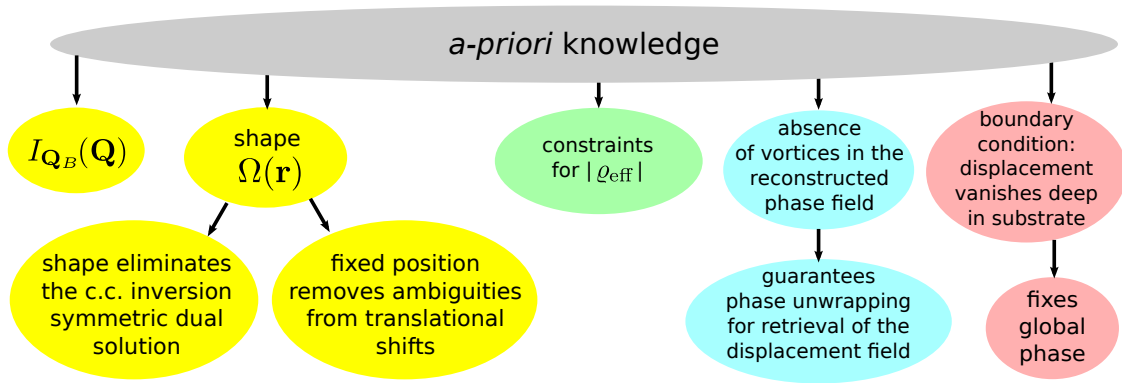 a-priori knowledge
I_{Q_B}(Q)
shape
Ω(r)
constraints
for |ϱ_eff|
absence
of vortices in the
reconstructed
phase field
boundary
condition:
displacement
vanishes deep
in substrate
shape eliminates
the c.c. inversion
symmetric dual
solution
fixed position
removes ambiguities
from translational
shifts
guarantees
phase unwrapping
for retrieval of the
displacement field
fixes
global
phase